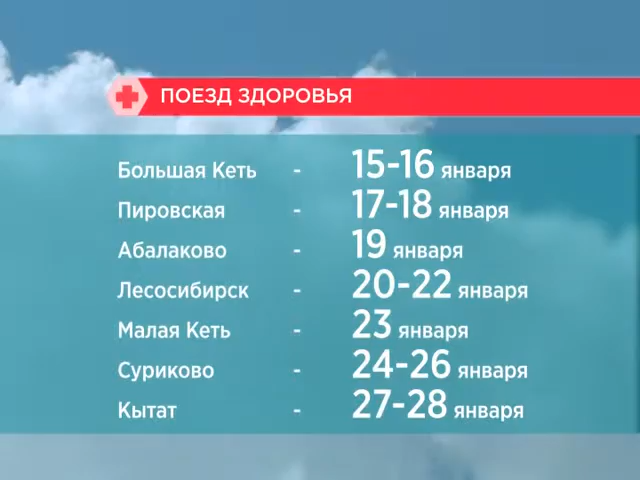 ПОЕЗД ЗДОРОВЬЯ
Большая Кеть - 15-16 января
Пировская - 17-18 января
Абалаково - 19 января
Лесосибирск - 20-22 января
Малая Кеть - 23 января
Суриково - 24-26 января
Кытат - 27-28 января